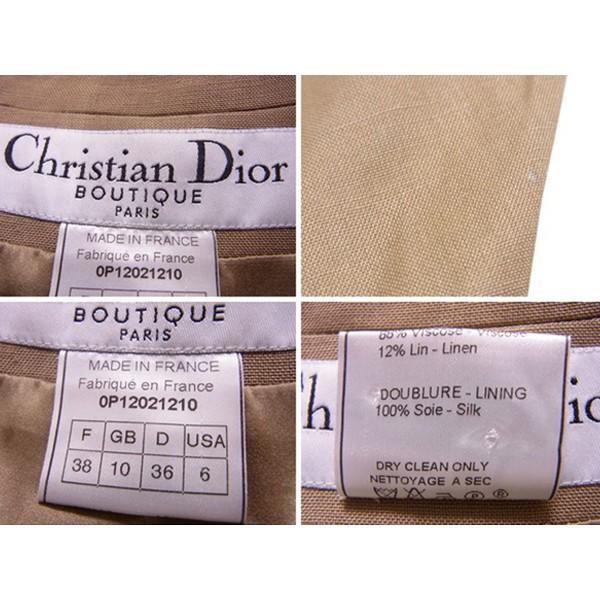 Christian Dior
BOUTIQUE
PARIS
MADE IN FRANCE
Fabriqué en France
0P12021210
BOUTIQUE
PARIS
MADE IN FRANCE
Fabriqué en France
0P12021210
F GB D USA
38 10 36 6
Viscosa - Viscose
12% Lin - Linen
DOUBLURE - LINING
100% Soie - Silk
DRY CLEAN ONLY
NETTOYAGE A SEC